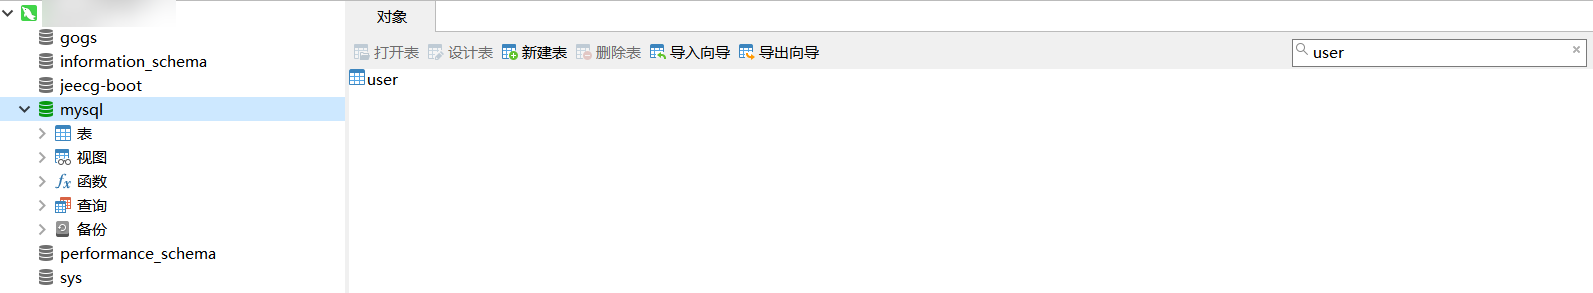 gogs
information_schema
jeecg-boot
mysql
表
视图
fx 函数
查询
备份
performance_schema
sys
对象
打开表 设计表 新建表 删除表 导入向导 导出向导
user
user